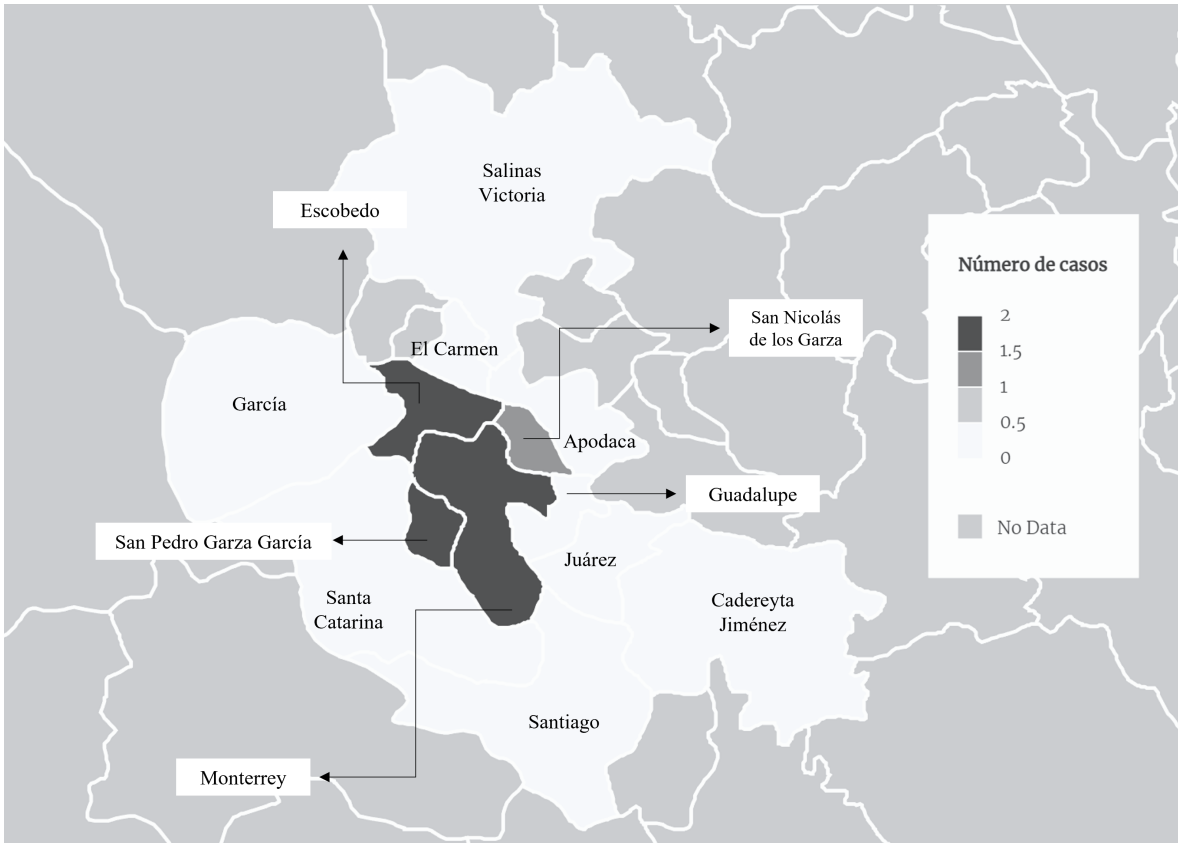 Salinas
Victoria
Escobedo
San Nicolás
de los Garza
El Carmen
García
Apodaca
Guadalupe
San Pedro Garza García
Juárez
Santa
Catarina
Cadereyta
Jiménez
Santiago
Monterrey
Número de casos
2
1.5
1
0.5
0
No Data